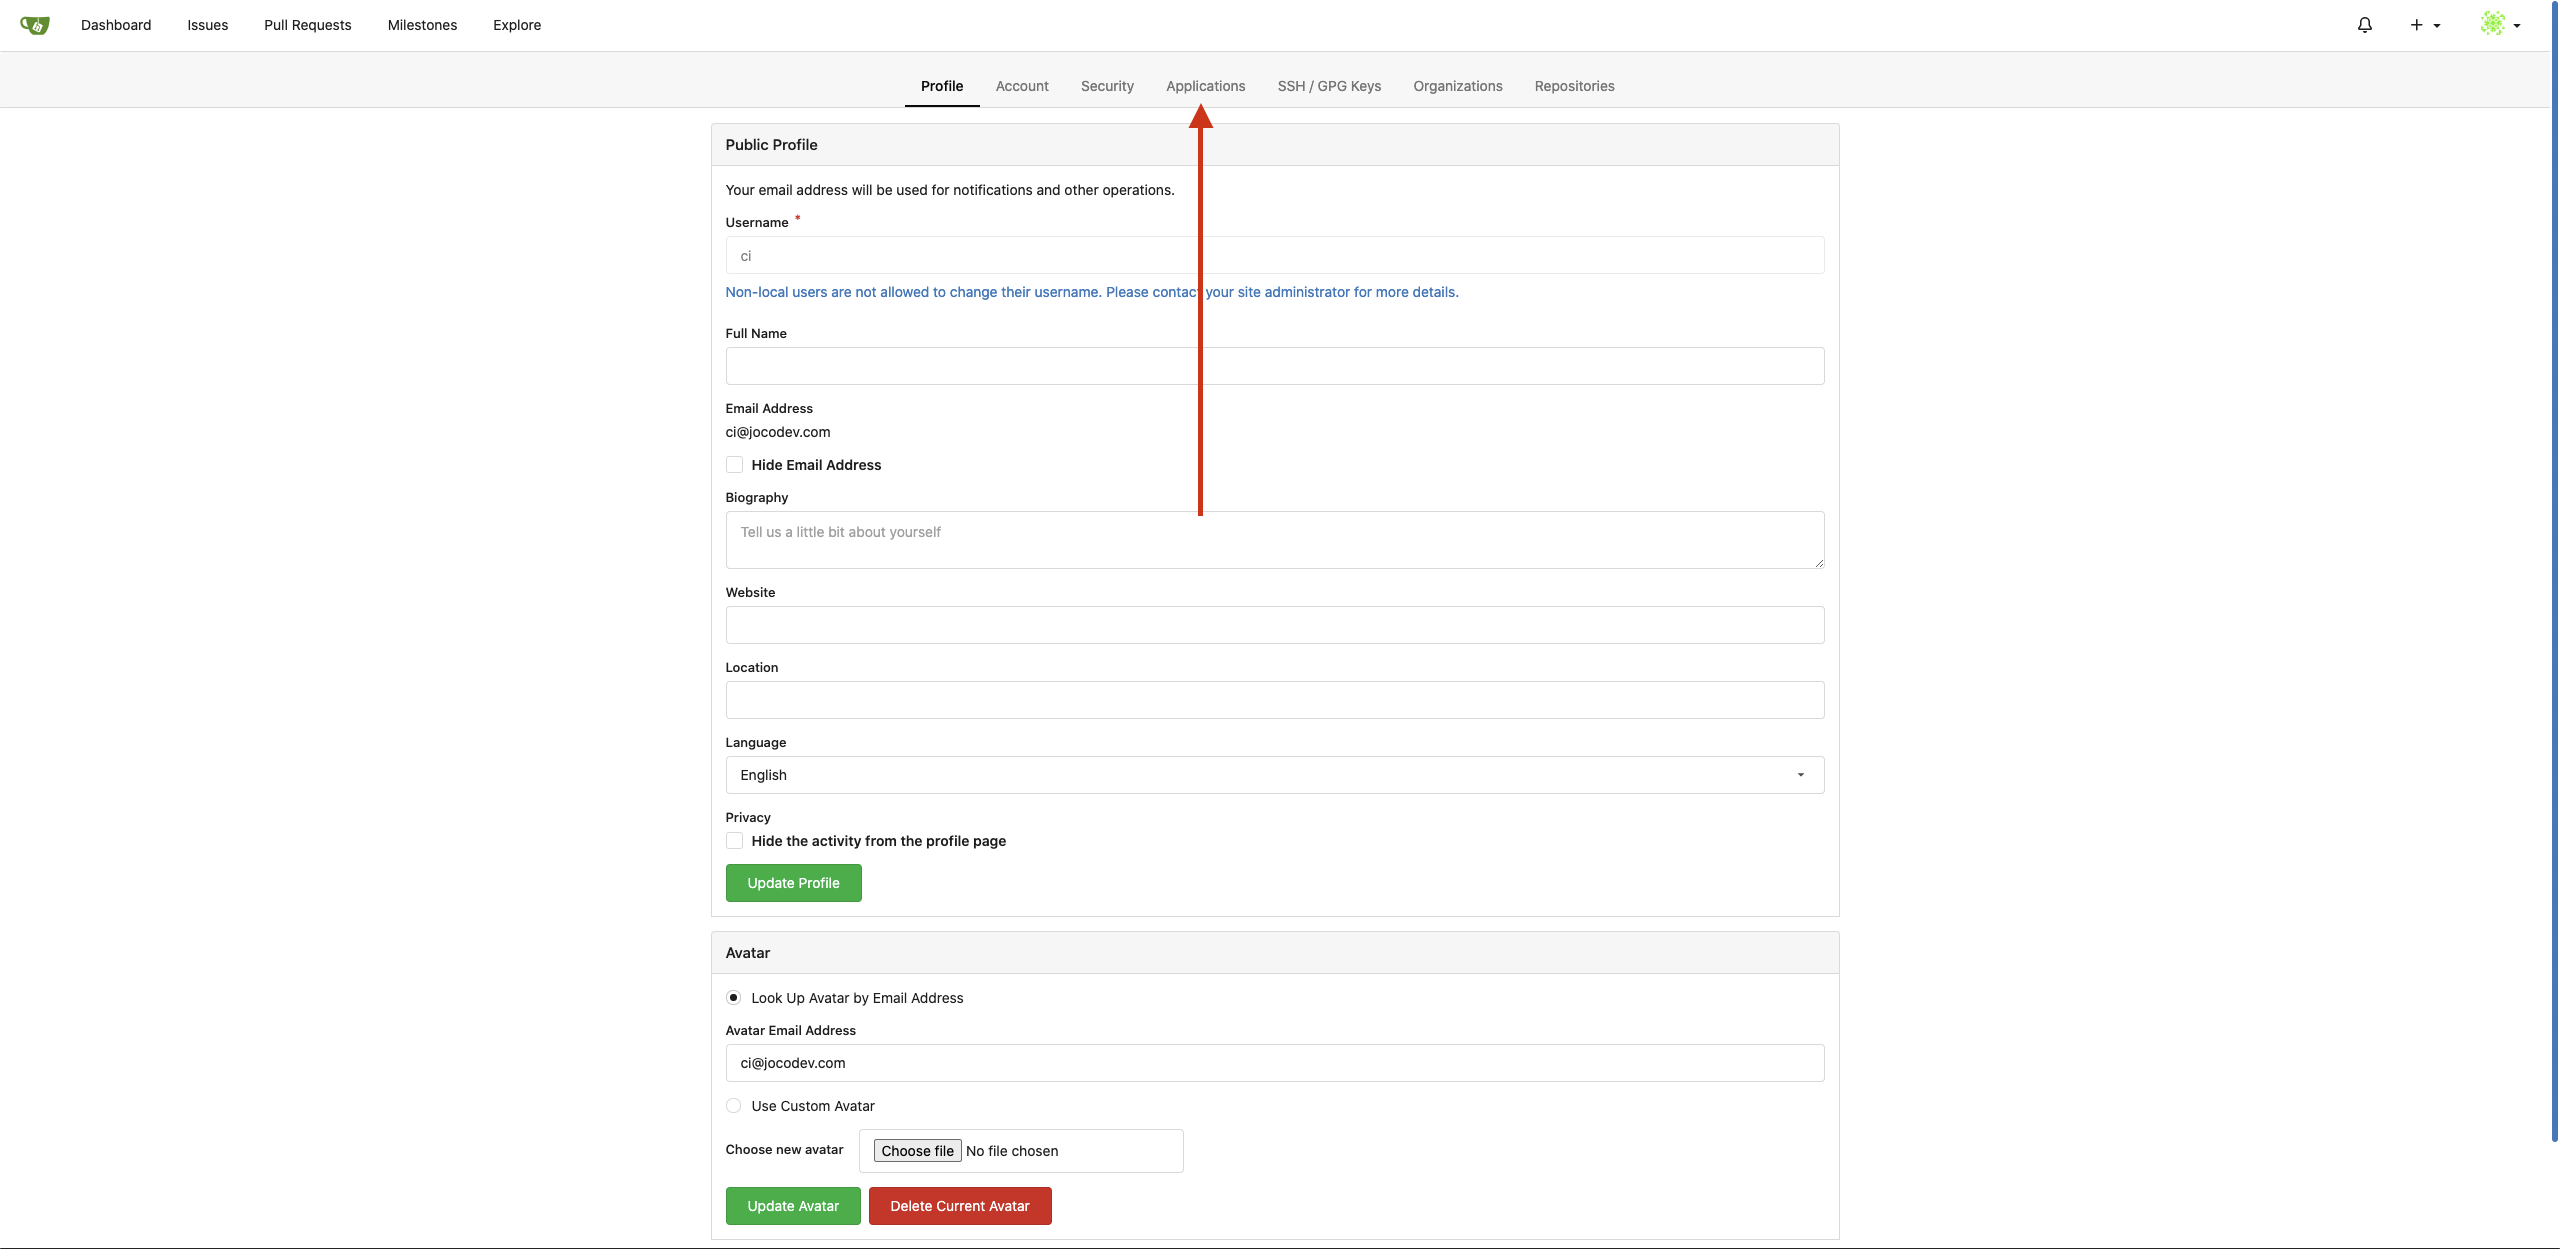 Dashboard Issues Pull Requests Milestones Explore
Profile Account Security Applications SSH / GPG Keys Organizations Repositories
Public Profile
Your email address will be used for notifications and other operations.
Username *
ci
Non-local users are not allowed to change their username. Please contact your site administrator for more details.
Full Name
Email Address
ci@jocodev.com
Hide Email Address
Biography
Tell us a little bit about yourself
Website
Location
Language
English
Privacy
Hide the activity from the profile page
Update Profile
Avatar
Look Up Avatar by Email Address
Avatar Email Address
ci@jocodev.com
Use Custom Avatar
Choose new avatar Choose file No file chosen
Update Avatar Delete Current Avatar